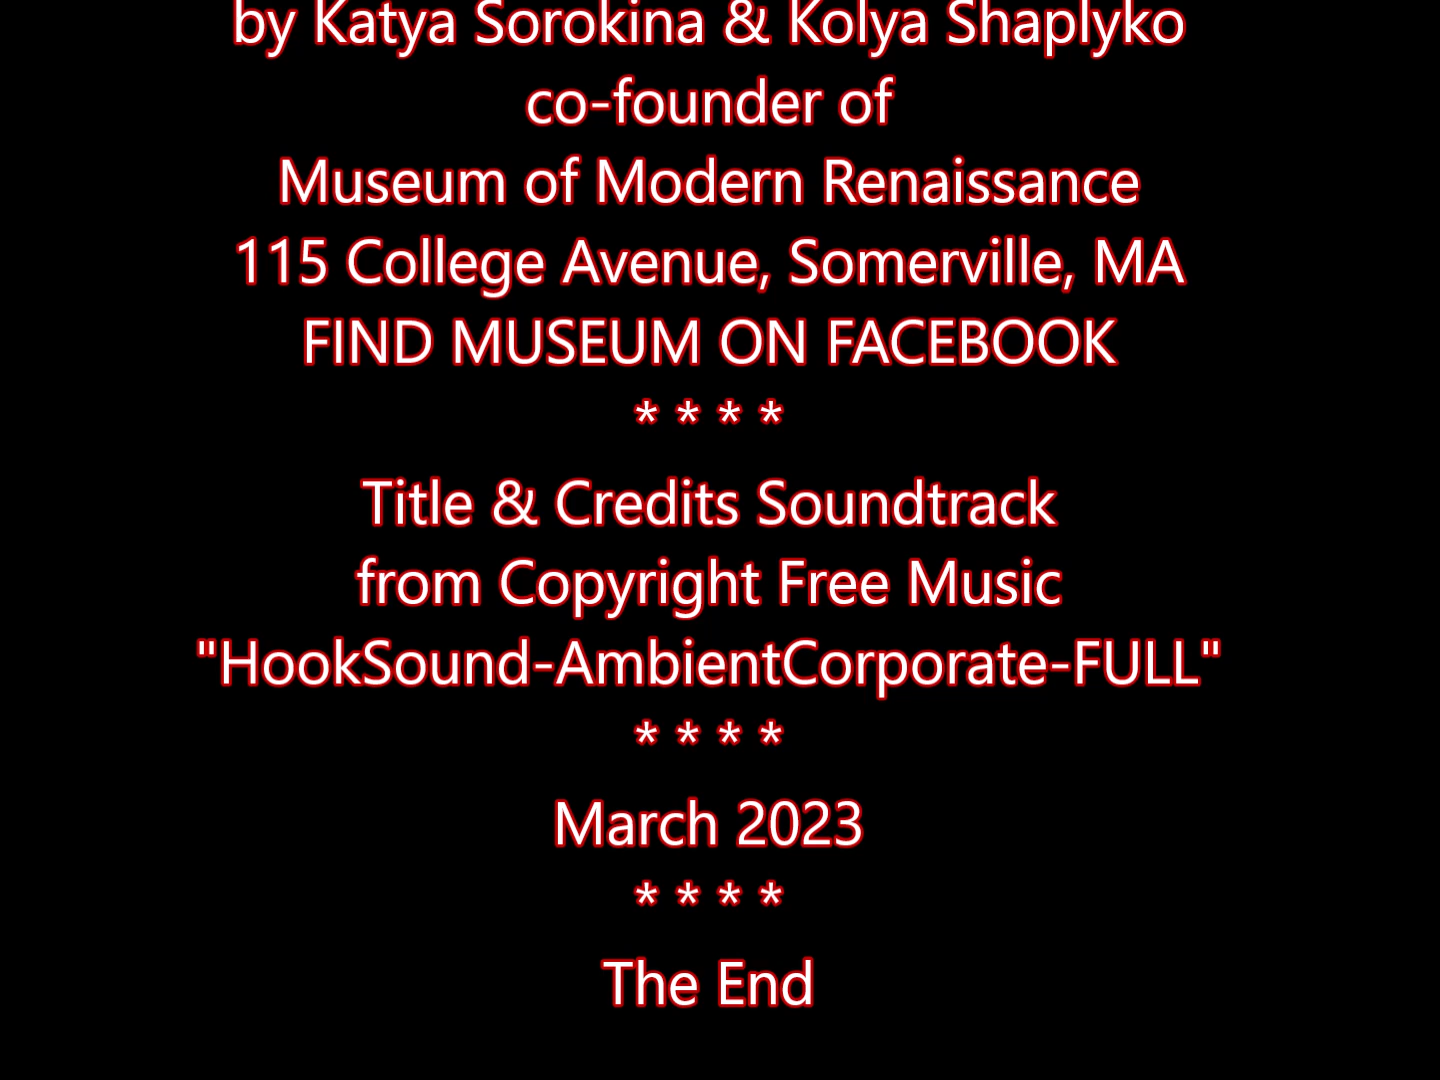 by Katya Sorokina & Kolya Shaplyko
co-founder of
Museum of Modern Renaissance
115 College Avenue, Somerville, MA
FIND MUSEUM ON FACEBOOK
* * * *
Title & Credits Soundtrack
from Copyright Free Music
"HookSound-AmbientCorporate-FULL"
* * * *
March 2023
* * * *
The End